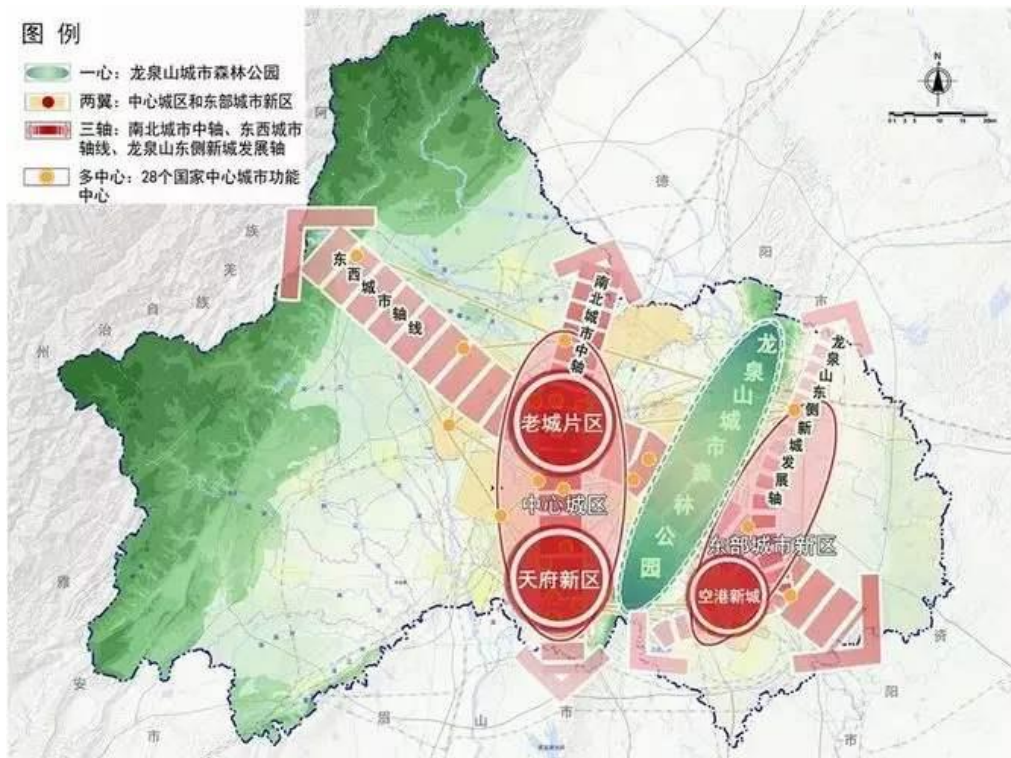 图 例
一心：龙泉山城市森林公园
两翼：中心城区和东部城市新区
三轴：南北城市中轴、东西城市
轴线、龙泉山东侧新城发展轴
多中心：28个国家中心城市功能
中心
N
阿
坝
藏
族
羌
族
自
治
州
德
阳
市
东西城市轴线
南北城市中轴
龙泉山城市森林公园
龙泉山东侧新城发展轴
老城片区
中心城区
天府新区
东部城市新区
空港新城
雅
安
市
眉
山
市
资
阳
市